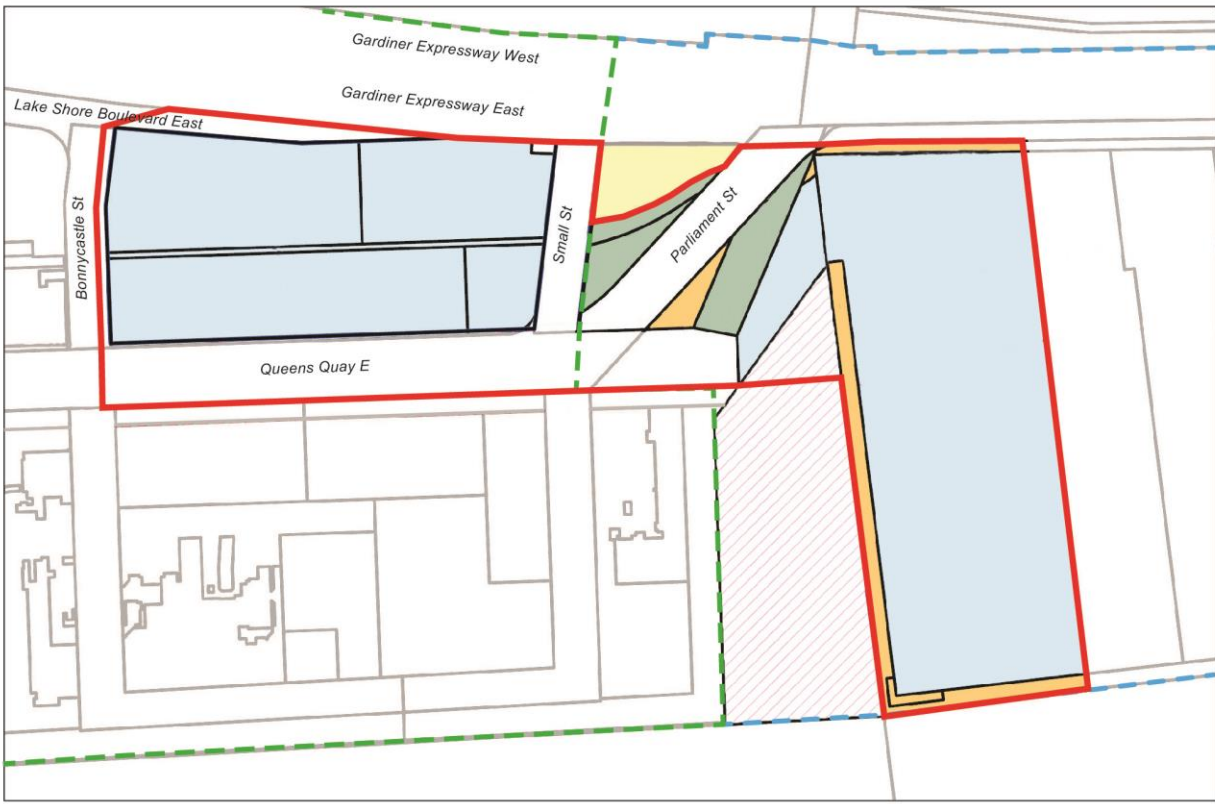 Gardiner Expressway West
Gardiner Expressway East
Lake Shore Boulevard East
Bonnycastle St
Small St
Parliament St
Queens Quay E